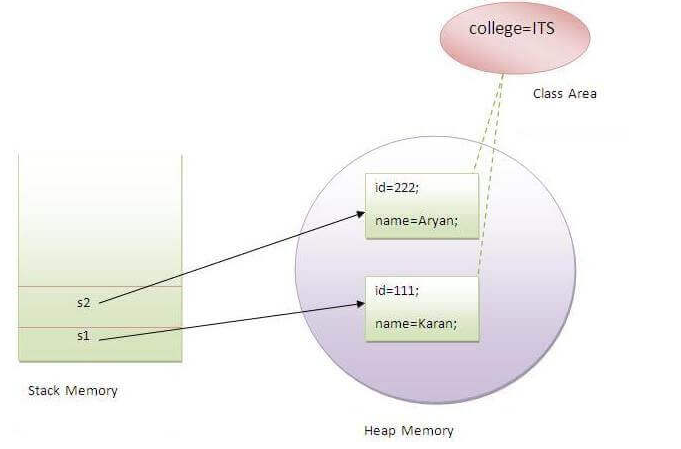 college=ITS
Class Area
id=222;
name=Aryan;
s2
id=111;
name=Karan;
s1
Stack Memory
Heap Memory